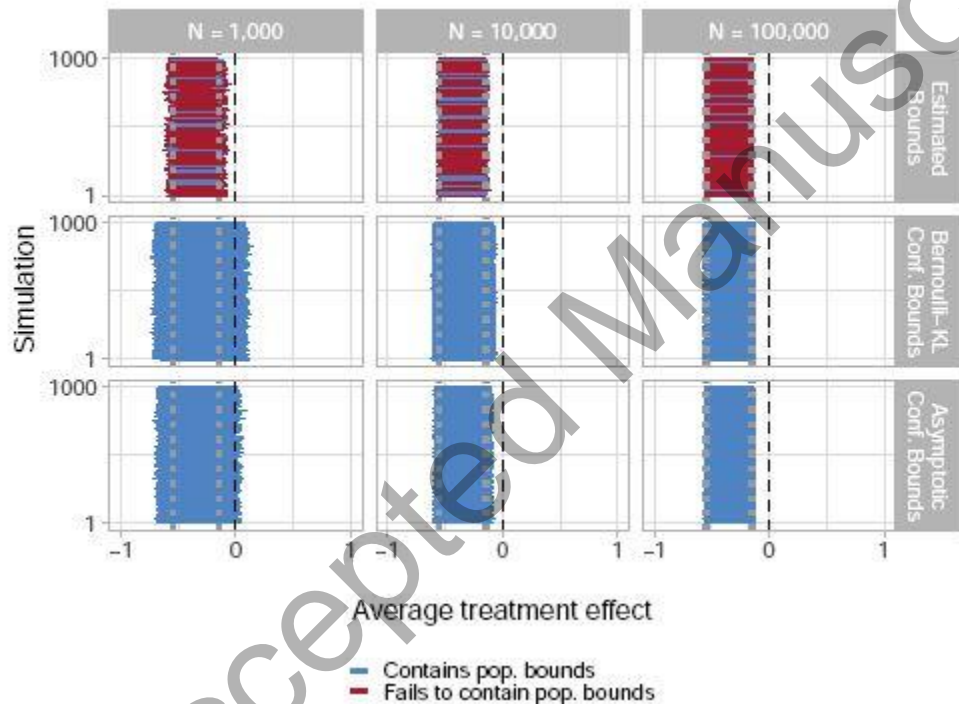 N = 1,000
N = 10,000
N = 100,000
1000
1
Estimated
Bounds
1000
1
Bernoulli-KL
Conf. Bounds
1000
1
Asymptotic
Conf. Bounds
Simulation
−1 0 1 −1 0 1 −1 0 1
Average treatment effect
Contains pop. bounds
Fails to contain pop. bounds
ccepted Manusc